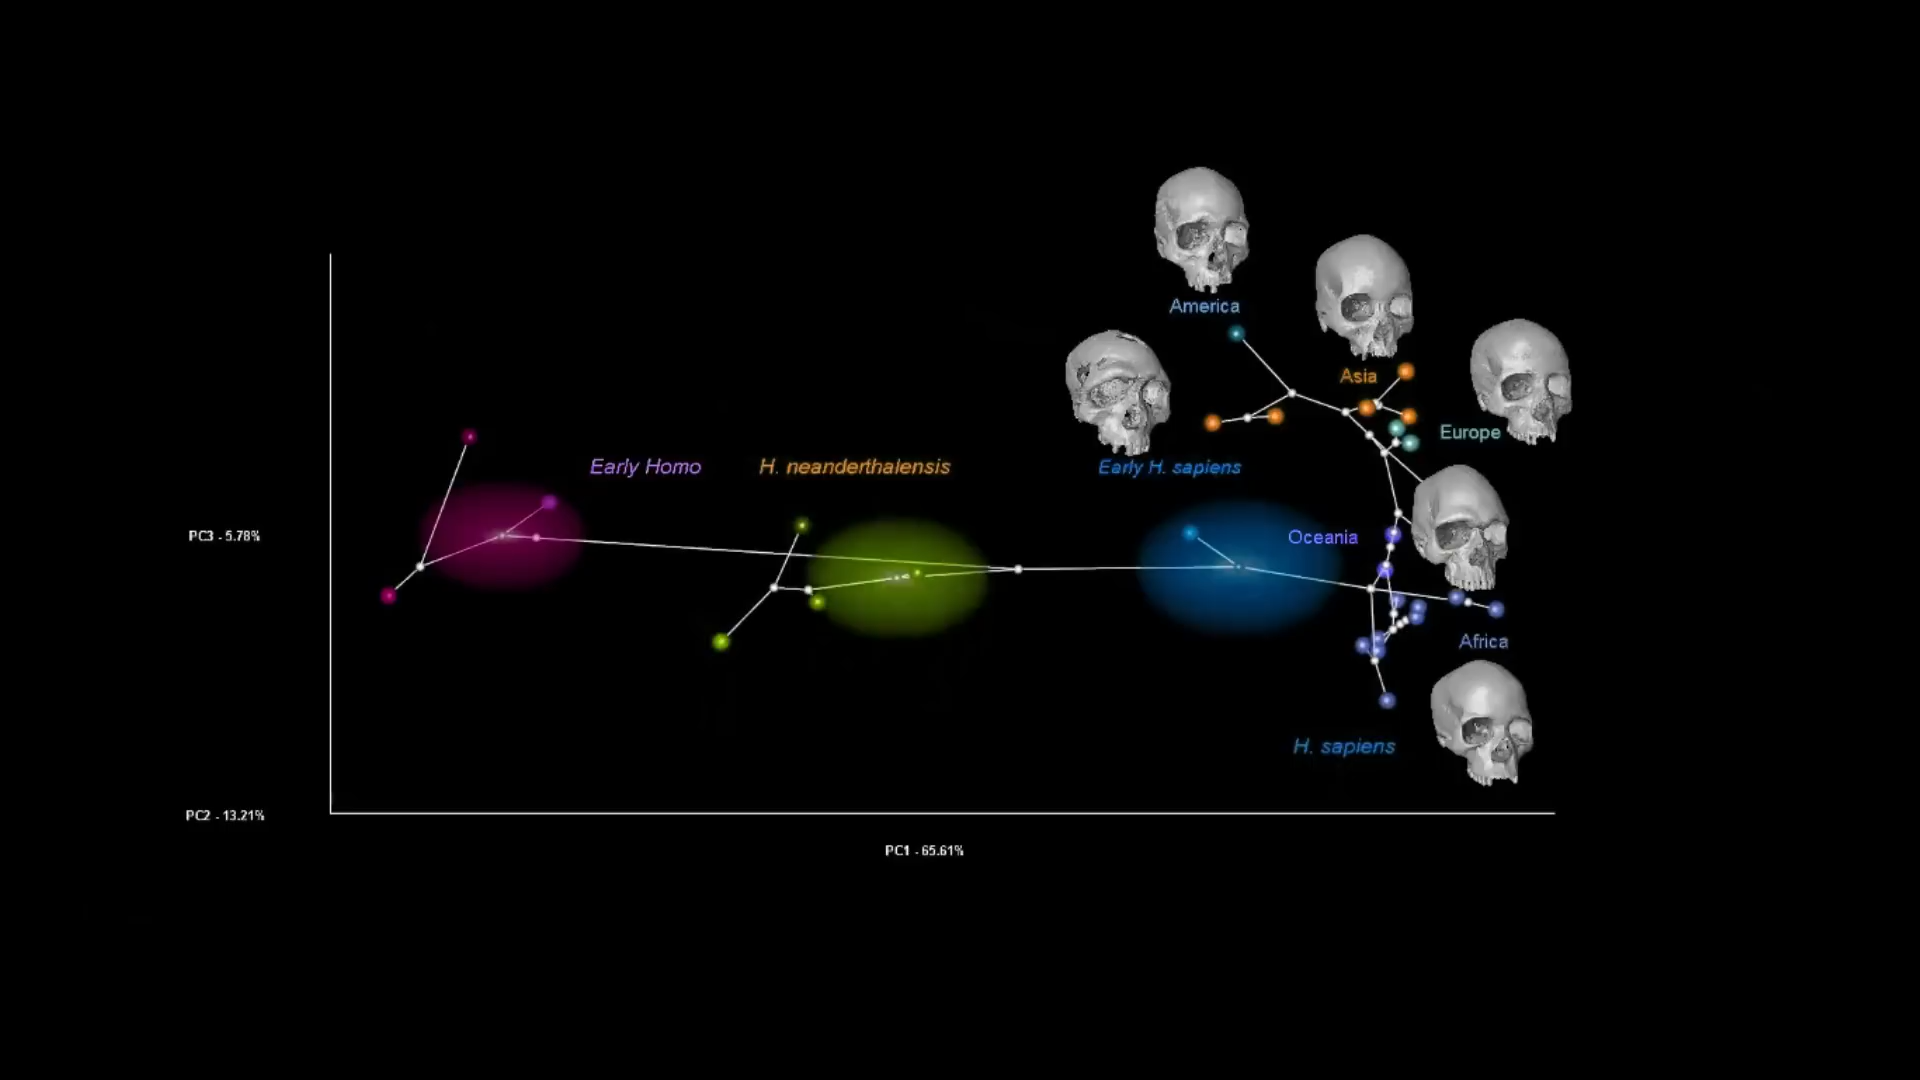 America
Asia
Europe
Early Homo
H. neanderthalensis
Early H. sapiens
PC3 - 5.78%
Oceania
Africa
H. sapiens
PC2 - 13.21%
PC1 - 65.61%